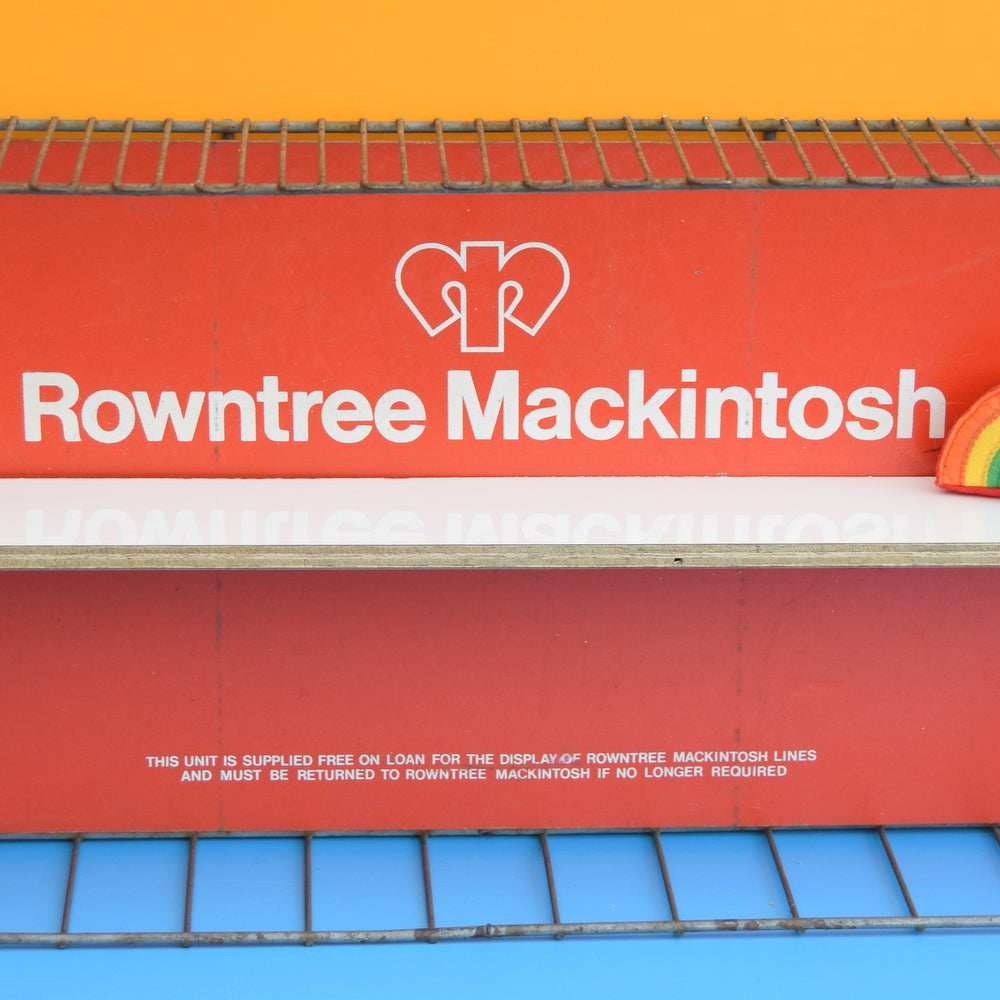 Rowntree Mackintosh
THIS UNIT IS SUPPLIED FREE ON LOAN FOR THE DISPLAY OF ROWNTREE MACKINTOSH LINES
AND MUST BE RETURNED TO ROWNTREE MACKINTOSH IF NO LONGER REQUIRED